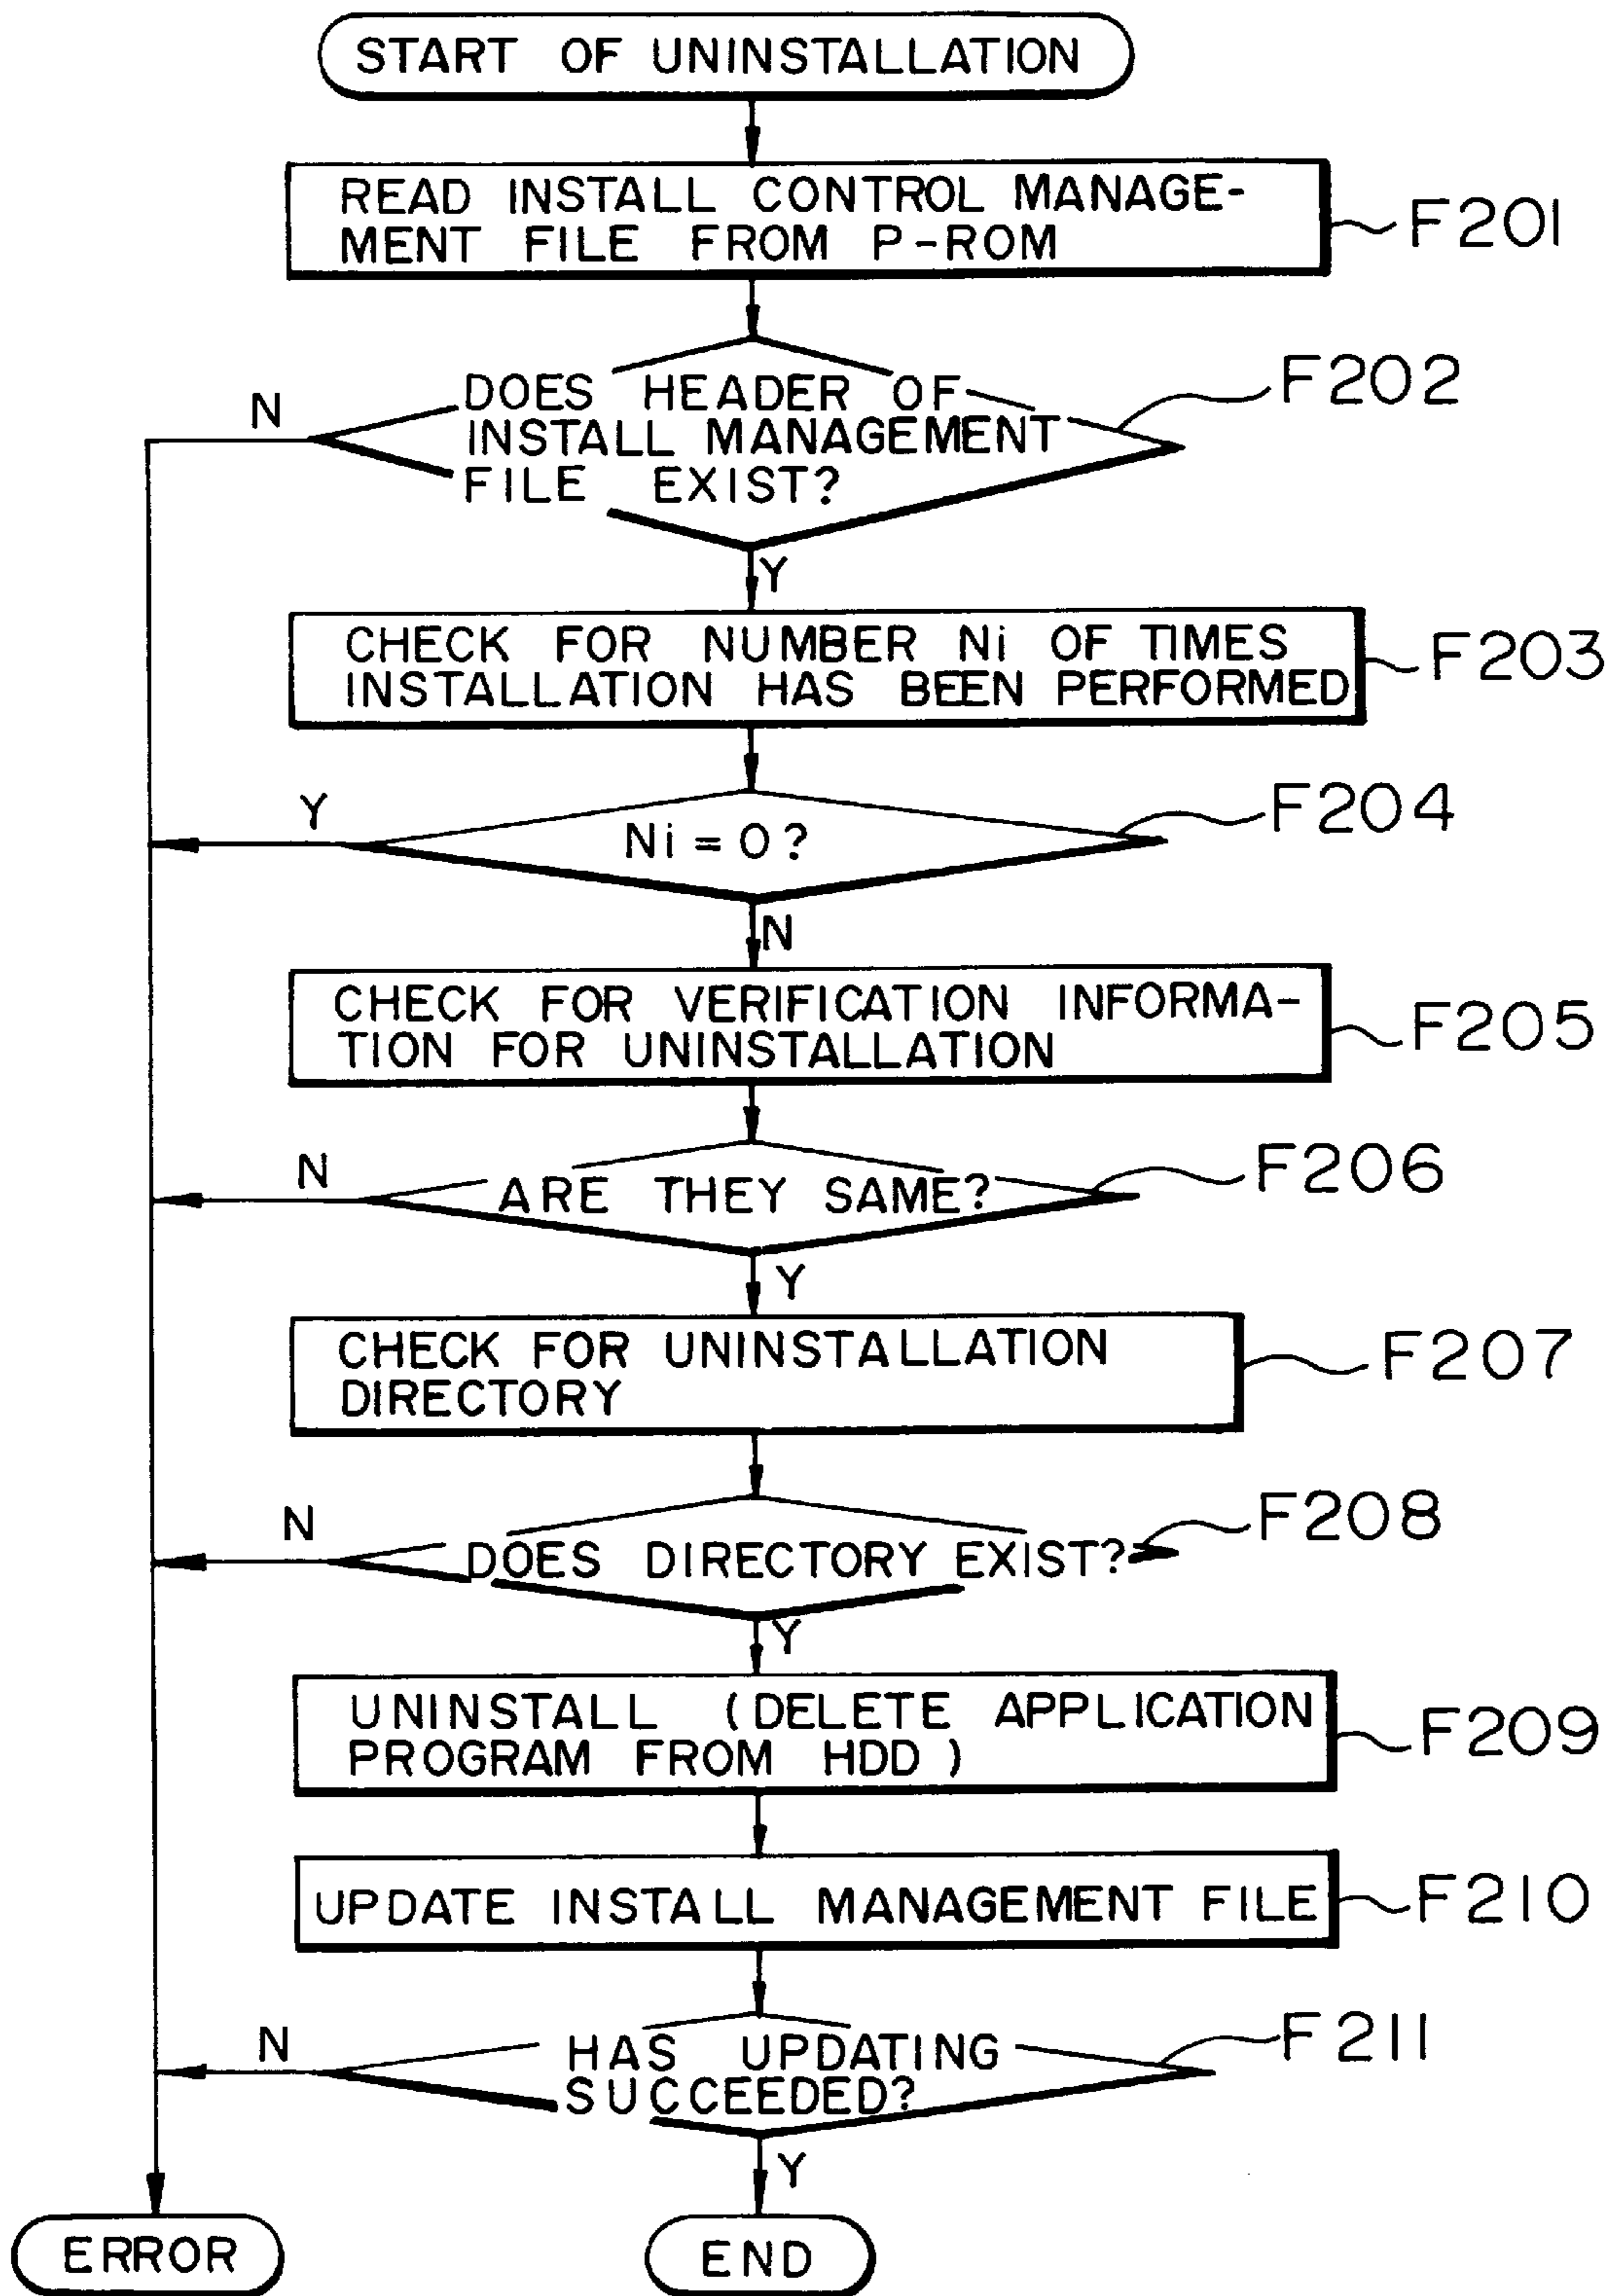 START OF UNINSTALLATION
READ INSTALL CONTROL MANAGE-
MENT FILE FROM P-ROM
F201
DOES HEADER OF
INSTALL MANAGEMENT
FILE EXIST?
F202
N
Y
CHECK FOR NUMBER Ni OF TIMES
INSTALLATION HAS BEEN PERFORMED
F203
Ni = 0?
F204
Y
N
CHECK FOR VERIFICATION INFORMA-
TION FOR UNINSTALLATION
F205
ARE THEY SAME?
F206
N
Y
CHECK FOR UNINSTALLATION
DIRECTORY
F207
DOES DIRECTORY EXIST?
F208
N
Y
UNINSTALL (DELETE APPLICATION
PROGRAM FROM HDD)
F209
UPDATE INSTALL MANAGEMENT FILE
F210
HAS UPDATING
SUCCEEDED?
F211
N
Y
ERROR
END